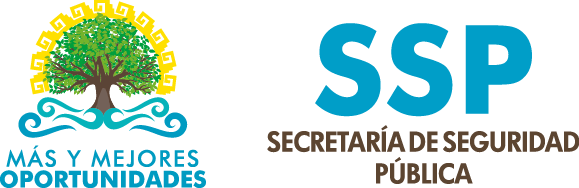 MÁS Y MEJORES
OPORTUNIDADES
SSP
SECRETARÍA DE SEGURIDAD
PÚBLICA